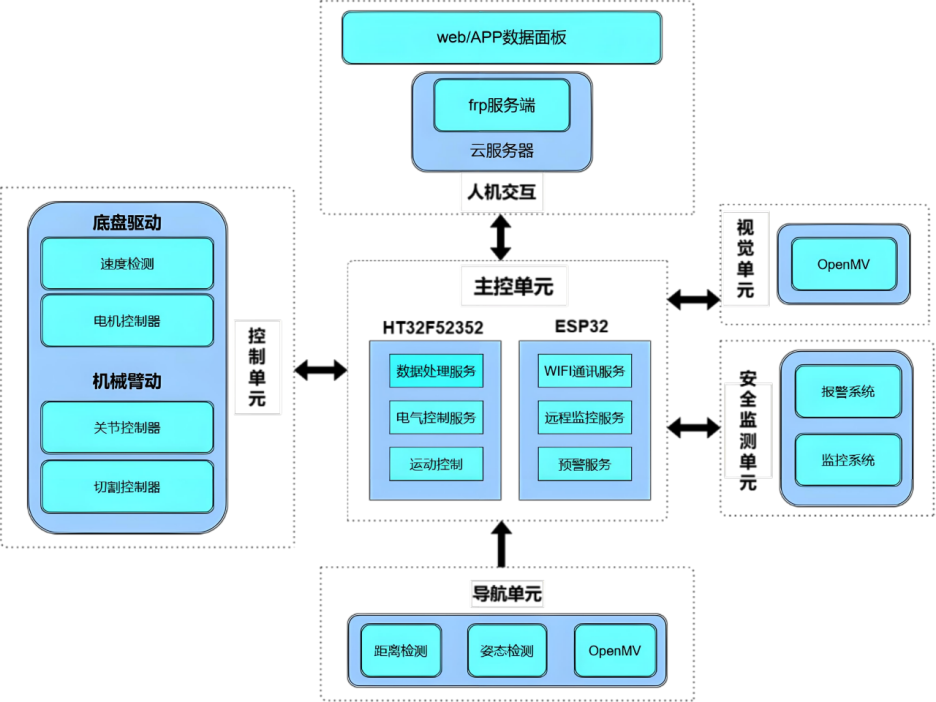 web/APP数据面板
frp服务端
云服务器
人机交互
底盘驱动
速度检测
电机控制器
机械臂动
关节控制器
切割控制器
控制单元
主控单元
HT32F52352
数据处理服务
电气控制服务
运动控制
ESP32
WIFI通讯服务
远程监控服务
预警服务
视觉单元
OpenMV
安全监测单元
报警系统
监控系统
导航单元
距离检测
姿态检测
OpenMV